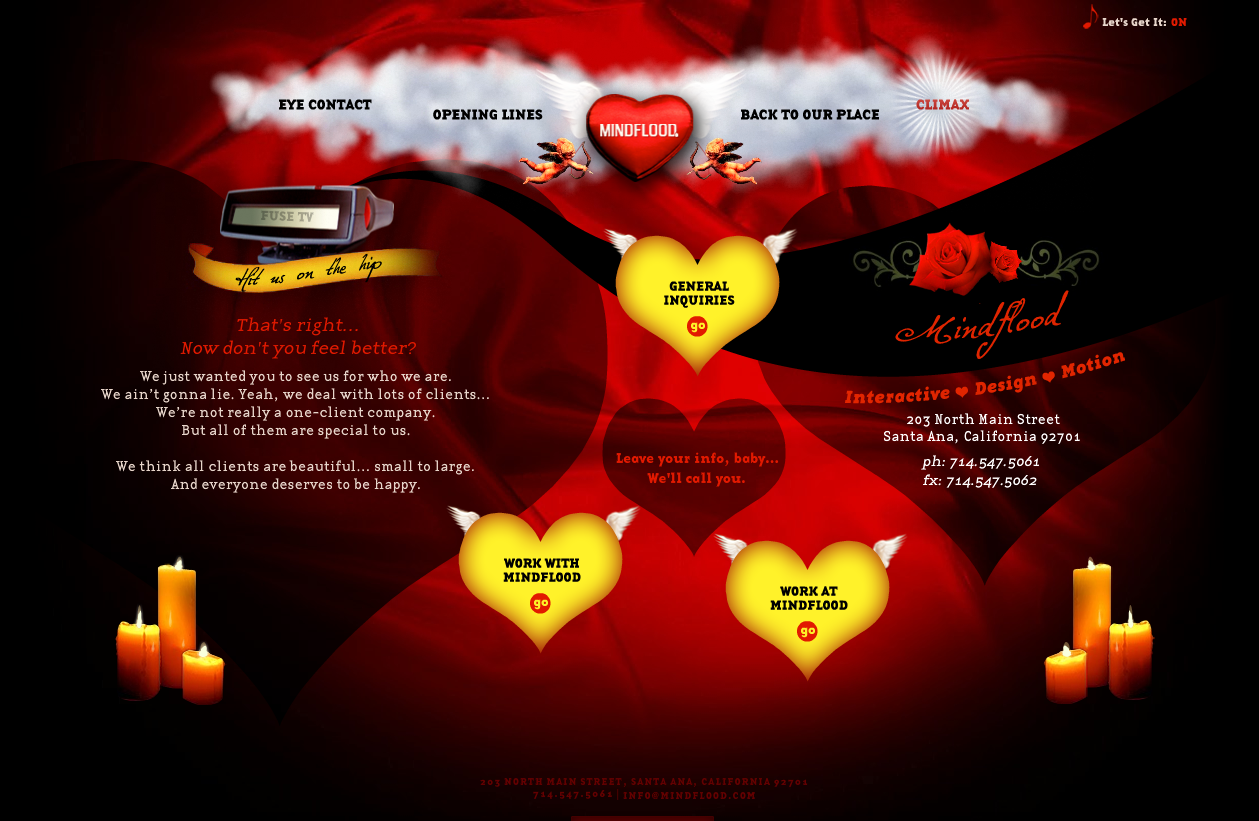 Let's Get It: ON
EYE CONTACT
OPENING LINES
MINDFLOOD
BACK TO OUR PLACE
CLIMAX
FUSE TV
Hit us on the hip
That's right...
Now don't you feel better?
We just wanted you to see us for who we are.
We ain't gonna lie. Yeah, we deal with lots of clients...
We're not really a one-client company.
But all of them are special to us.
We think all clients are beautiful... small to large.
And everyone deserves to be happy.
GENERAL
INQUIRIES
go
Mindflood
Interactive ❤ Design ❤ Motion
203 North Main Street
Santa Ana, California 92701
ph: 714.547.5061
fx: 714.547.5062
Leave your info, baby...
We'll call you.
WORK WITH
MINDFLOOD
go
WORK AT
MINDFLOOD
go
203 NORTH MAIN STREET, SANTA ANA, CALIFORNIA 92701
714.547.5061 | INFO@MINDFLOOD.COM